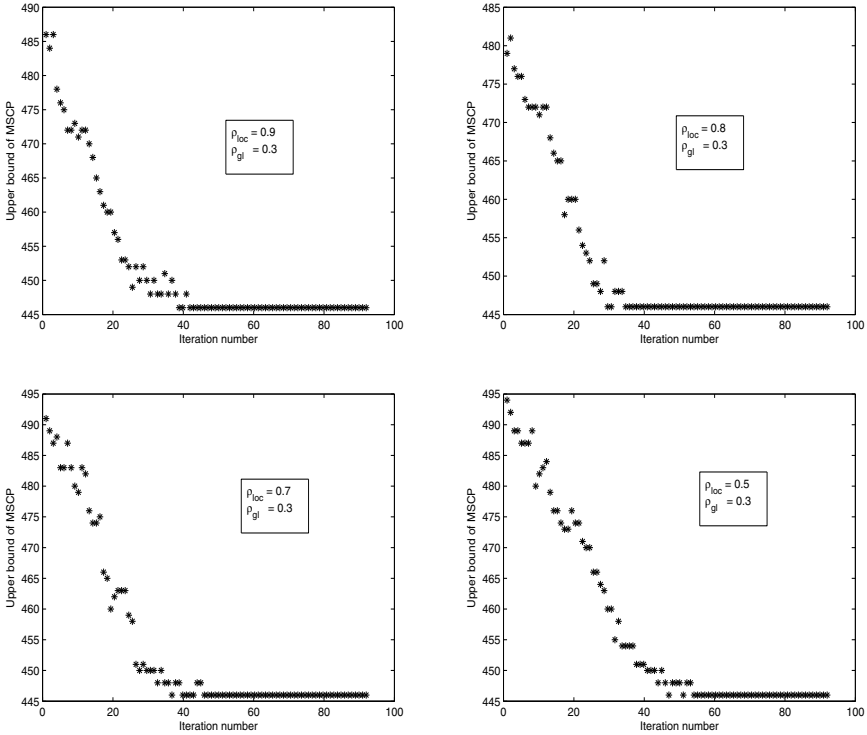 490
485
480
475
470
465
460
455
450
445
0 20 40 60 80 100
Upper bound of MSCP
Iteration number
ρloc = 0.9
ρgl = 0.3
485
480
475
470
465
460
455
450
445
0 20 40 60 80 100
Upper bound of MSCP
Iteration number
ρloc = 0.8
ρgl = 0.3
495
490
485
480
475
470
465
460
455
450
445
0 20 40 60 80 100
Upper bound of MSCP
Iteration number
ρloc = 0.7
ρgl = 0.3
495
490
485
480
475
470
465
460
455
450
445
0 20 40 60 80 100
Upper bound of MSCP
Iteration number
ρloc = 0.5
ρgl = 0.3